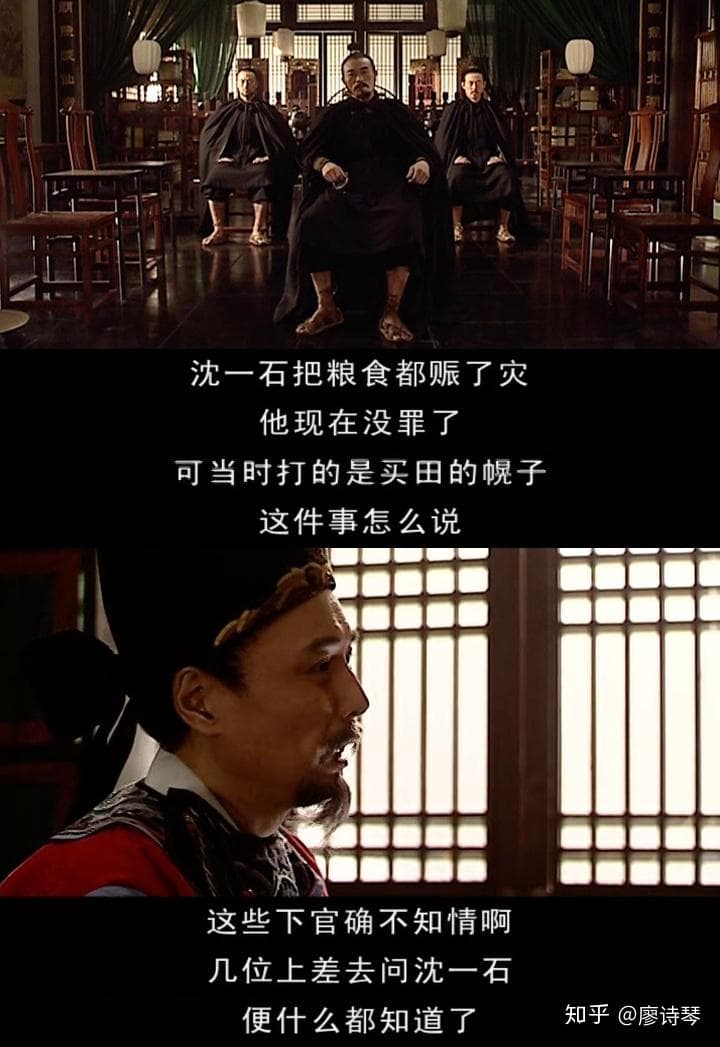 沈一石把粮食都赈了灾
他现在没罪了
可当时打的是买田的幌子
这件事怎么说
这些下官确不知情啊
几位上差去问沈一石
便什么都知道了
知乎 @廖诗琴